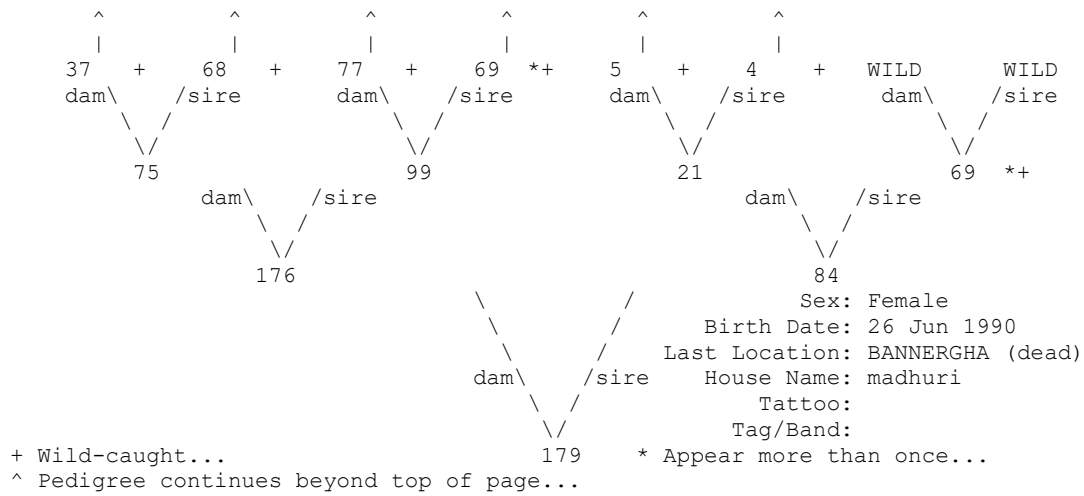 ^ ^ ^ ^ ^ ^
| | | | | |
37 + 68 + 77 + 69 *+ 5 + 4 + WILD WILD
dam\ /sire dam\ /sire dam\ /sire dam\ /sire
\ / \ / \ / \ /
\/ \/ \/ \/
75 99 21 69 *+
dam\ /sire dam\ /sire
\ / \ /
\/ \/
176 84
\ / Sex: Female
\ / Birth Date: 26 Jun 1990
\ / Last Location: BANNERGHA (dead)
dam\ /sire House Name: madhuri
\ / Tattoo:
\/ Tag/Band:
+ Wild-caught... 179 * Appear more than once...
^ Pedigree continues beyond top of page...